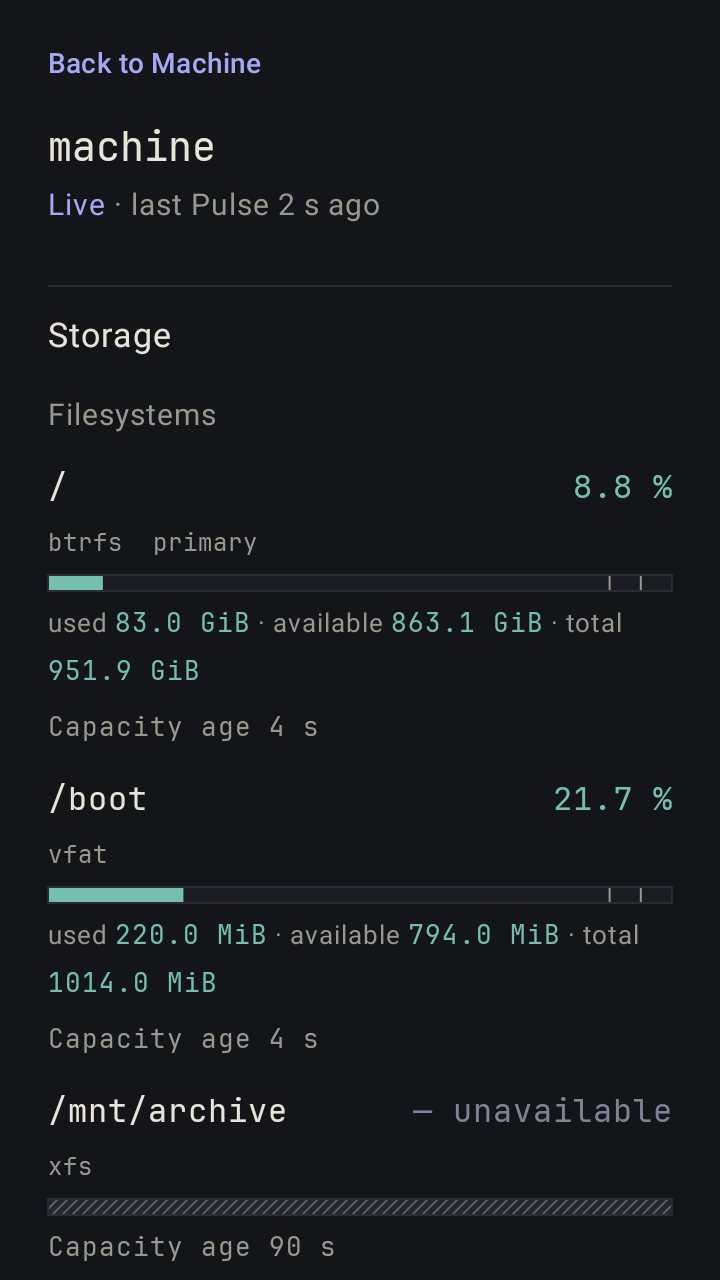 Back to Machine
machine
Live · last Pulse 2 s ago
Storage
Filesystems
/ 8.8 %
btrfs primary
used 83.0 GiB · available 863.1 GiB · total
951.9 GiB
Capacity age 4 s
/boot 21.7 %
vfat
used 220.0 MiB · available 794.0 MiB · total
1014.0 MiB
Capacity age 4 s
/mnt/archive — unavailable
xfs
Capacity age 90 s